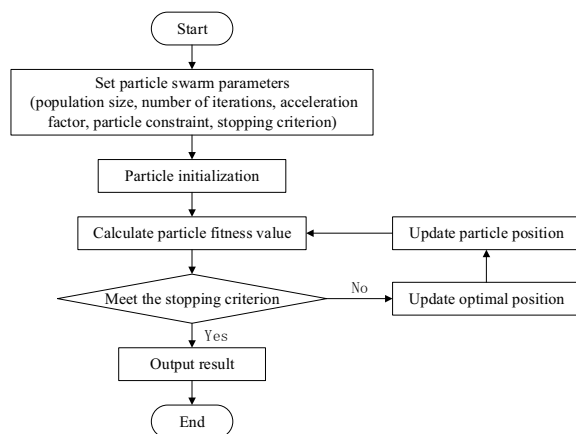 Start
Set particle swarm parameters
(population size, number of iterations, acceleration
factor, particle constraint, stopping criterion)
Particle initialization
Calculate particle fitness value
Update particle position
Meet the stopping criterion
No
Update optimal position
Yes
Output result
End